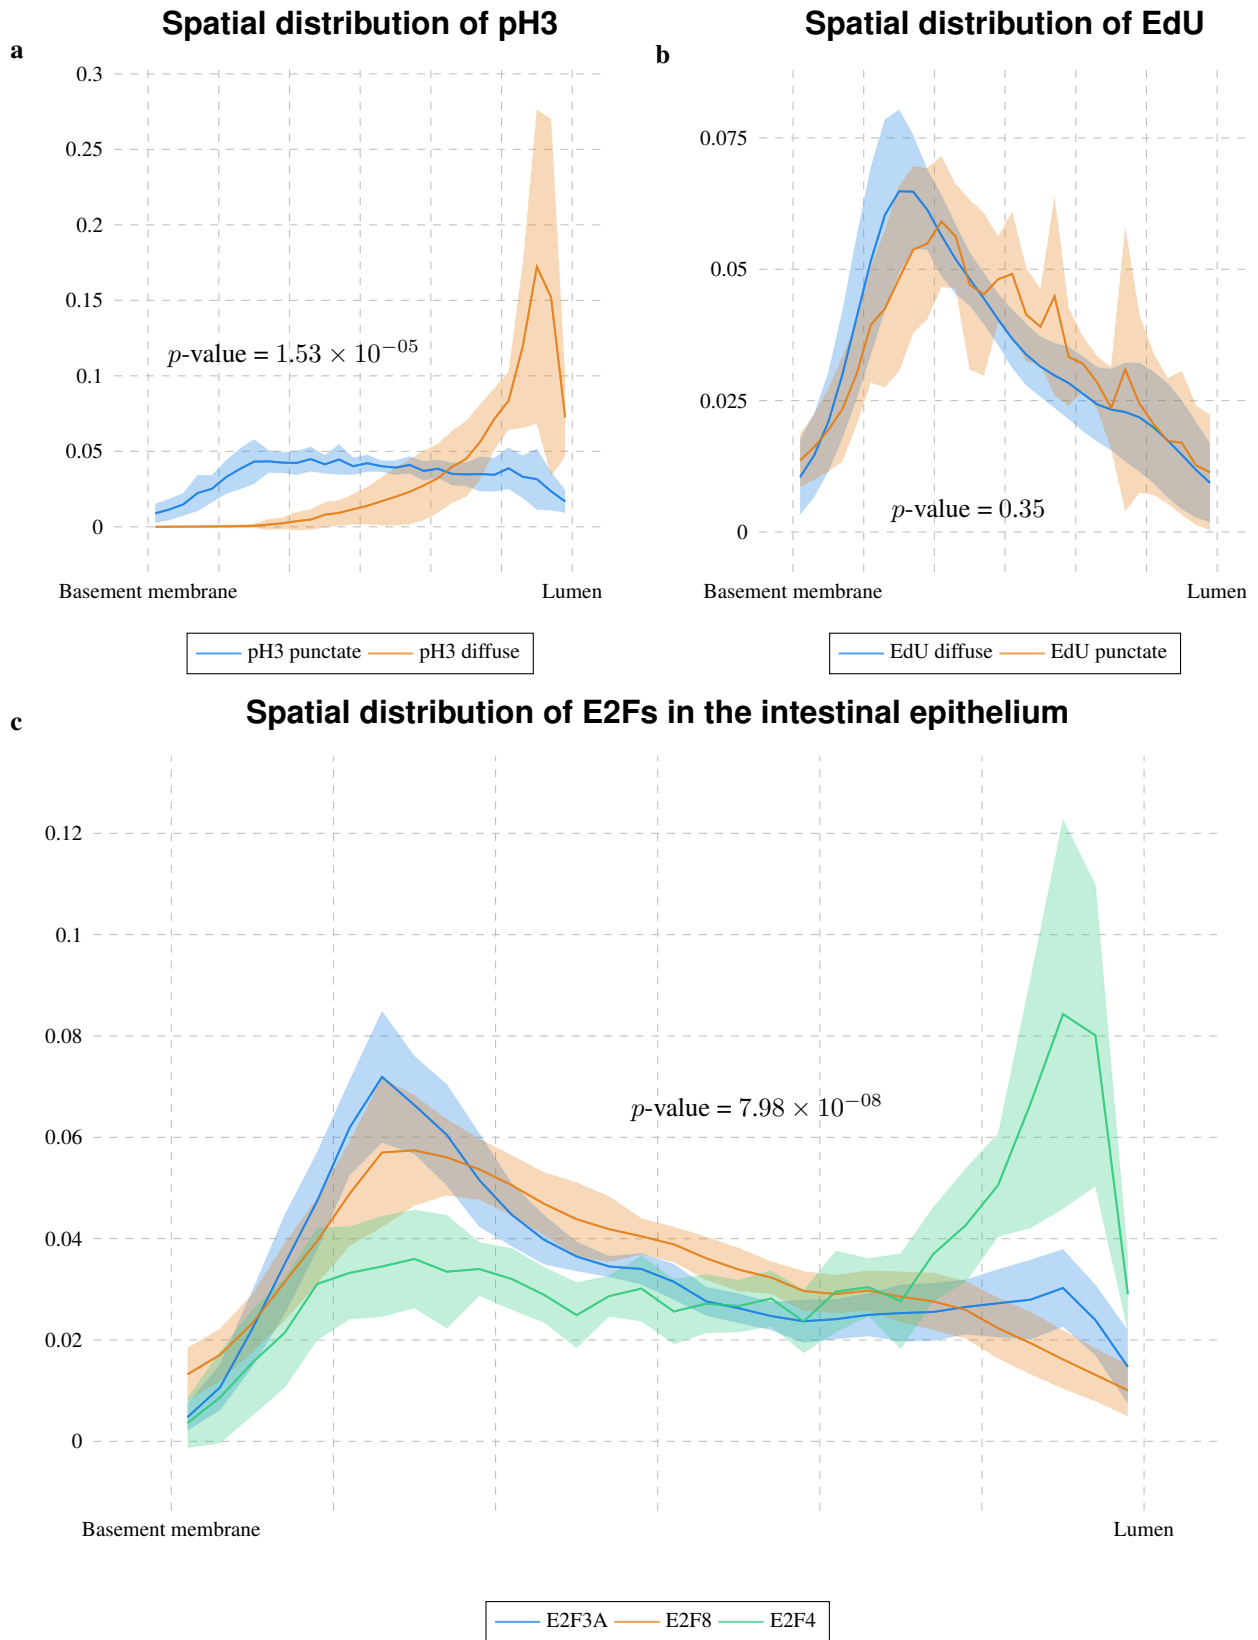 Spatial distribution of pH3
a
0.3
0.25
0.2
0.15
0.1
0.05
0
p-value = 1.53 × 10⁻⁰⁵
Basement membrane
Lumen
pH3 punctate
pH3 diffuse
Spatial distribution of EdU
b
0.075
0.05
0.025
0
p-value = 0.35
Basement membrane
Lumen
EdU diffuse
EdU punctate
Spatial distribution of E2Fs in the intestinal epithelium
c
0.12
0.1
0.08
0.06
0.04
0.02
0
p-value = 7.98 × 10⁻⁰⁸
Basement membrane
Lumen
E2F3A
E2F8
E2F4